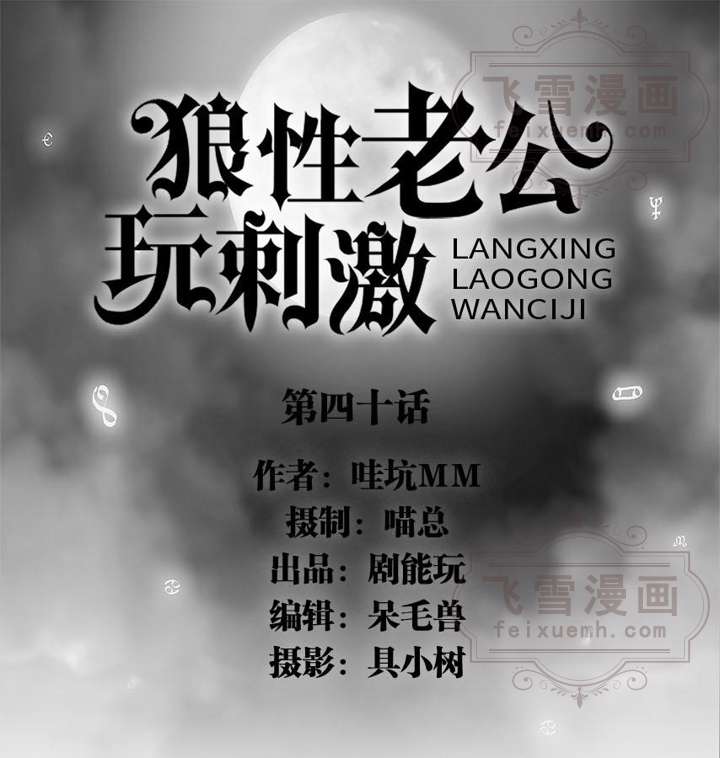 飞雪漫画
feixuemh.com
狼性老公
玩刺激
LANGXING
LAOGONG
WANCIJI
第四十话
作者：哇坑MM
摄制：喵总
出品：剧能玩
编辑：呆毛兽
摄影：具小树
飞雪漫画
feixuemh.com